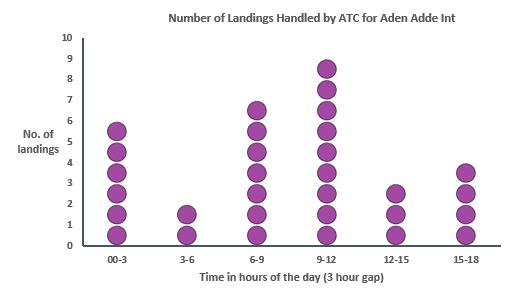 Number of Landings Handled by ATC for Aden Adde Int
10
9
8
7
6
5
4
3
2
1
0
No. of
landings
00-3 3-6 6-9 9-12 12-15 15-18
Time in hours of the day (3 hour gap)